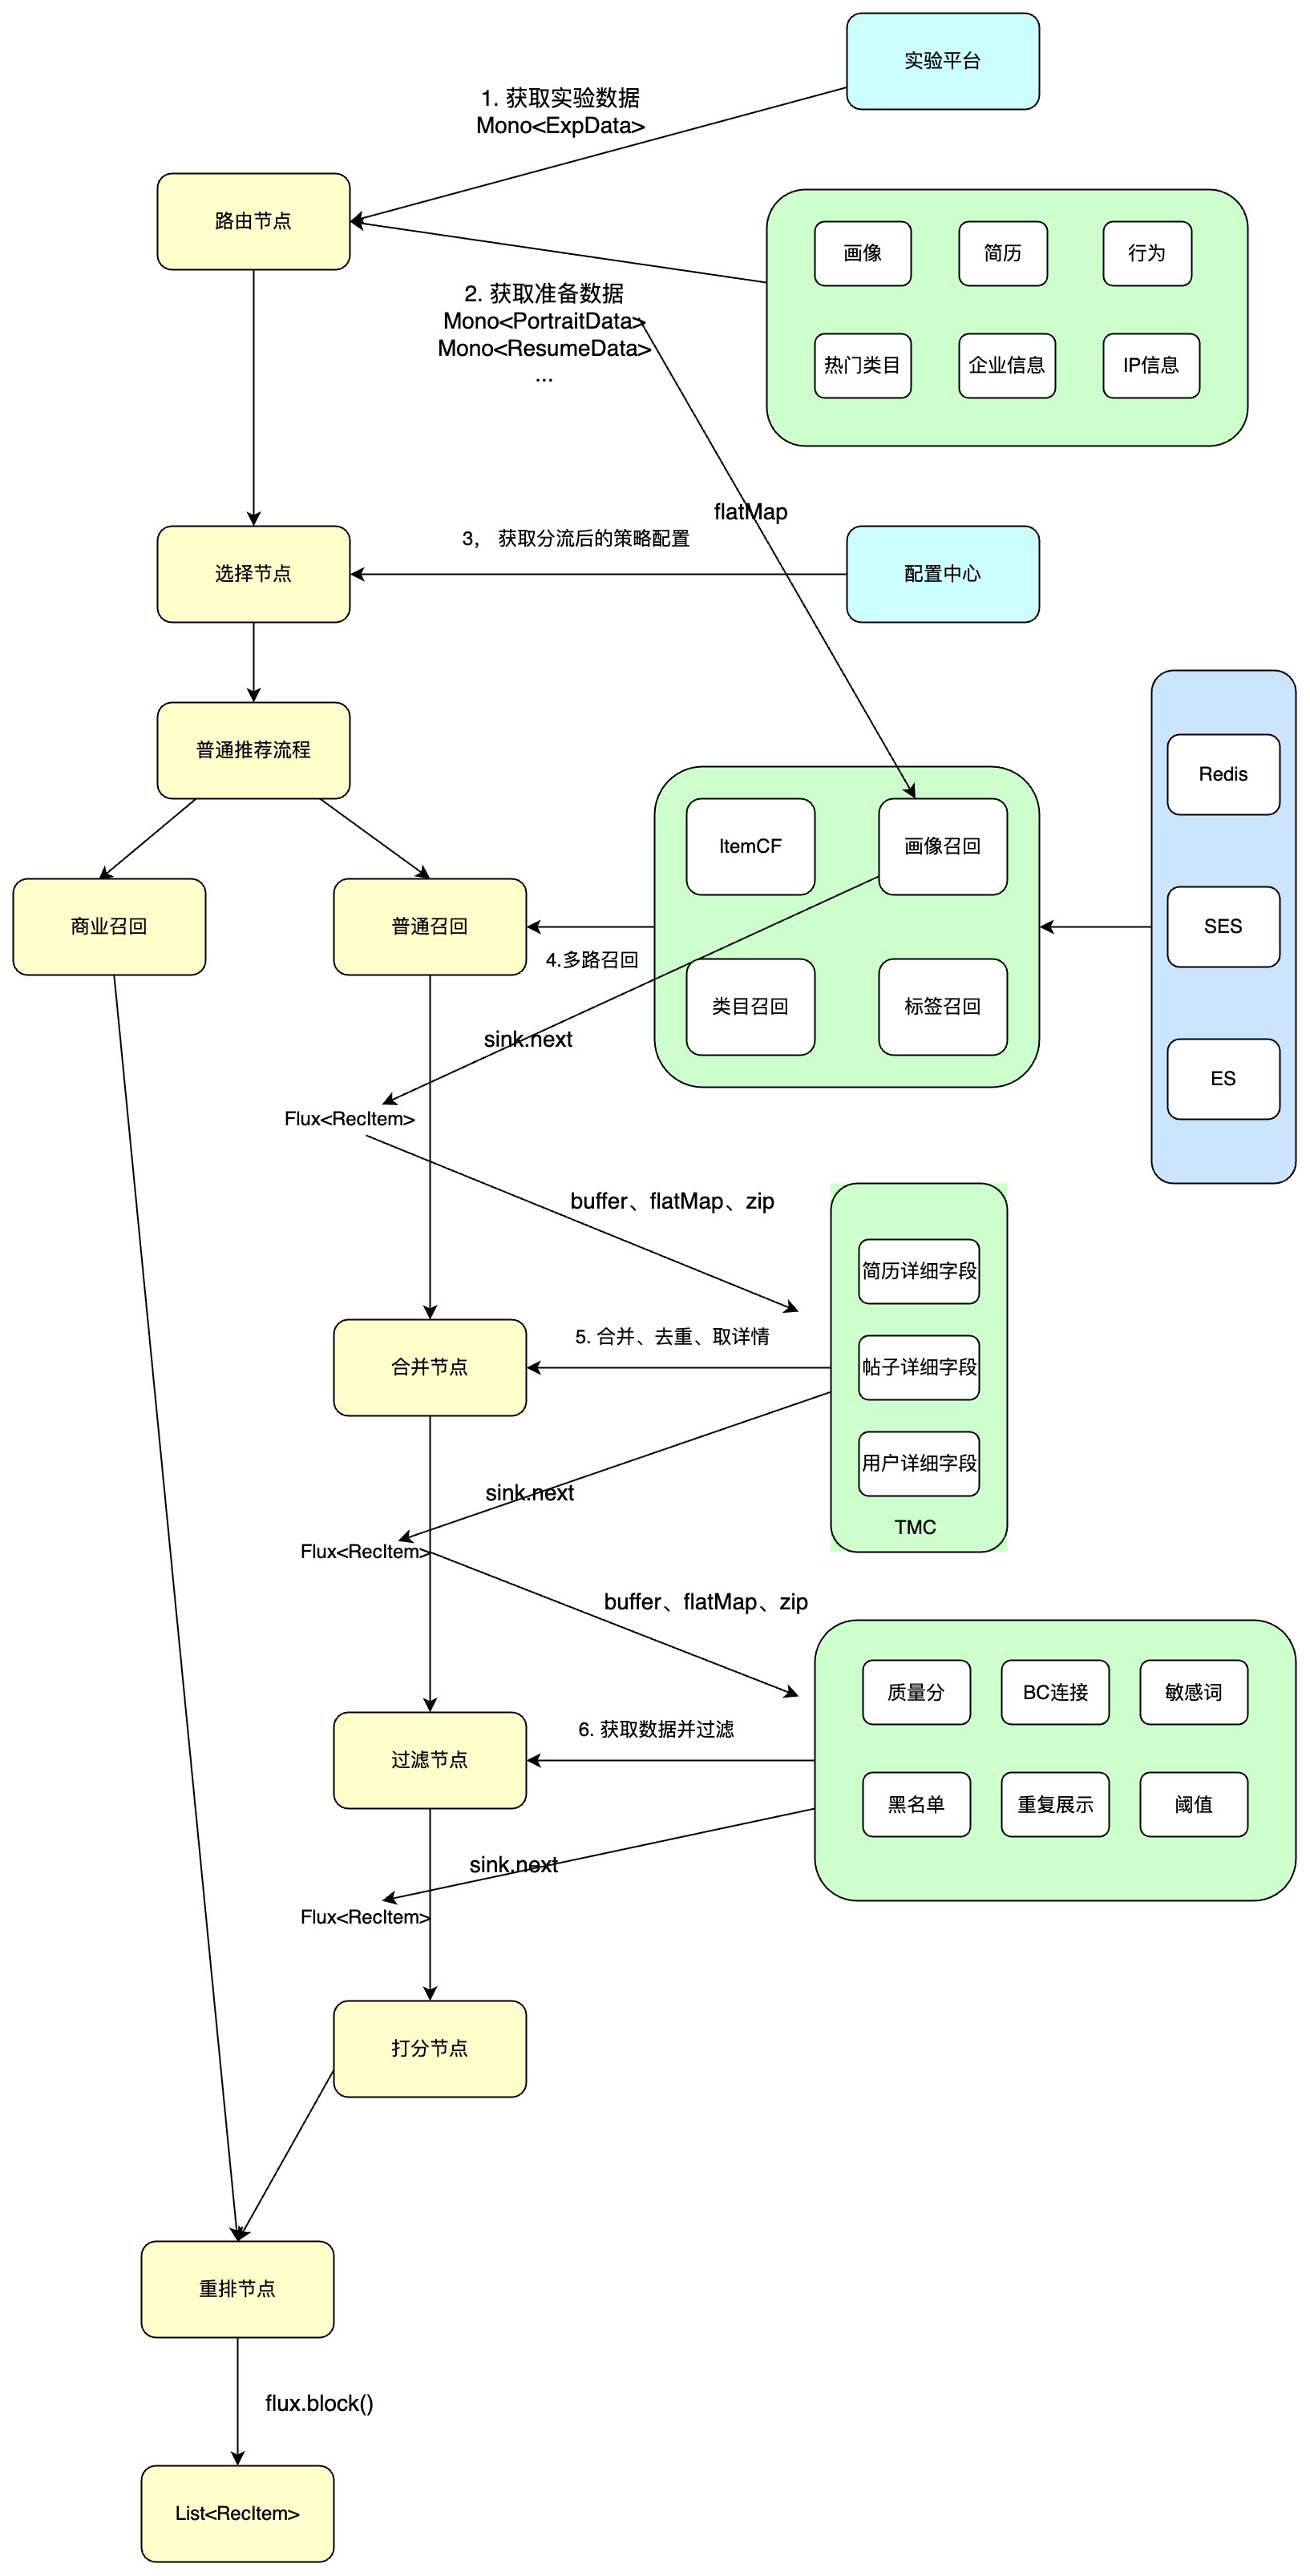 实验平台
1. 获取实验数据
Mono<ExpData>
路由节点
画像
简历
行为
2. 获取准备数据
Mono<PortraitData>
Mono<ResumeData>
...
热门类目
企业信息
IP信息
flatMap
3， 获取分流后的策略配置
选择节点
配置中心
普通推荐流程
Redis
ItemCF
画像召回
商业召回
普通召回
SES
4.多路召回
类目召回
标签召回
sink.next
ES
Flux<RecItem>
buffer、flatMap、zip
简历详细字段
5. 合并、去重、取详情
合并节点
帖子详细字段
用户详细字段
sink.next
TMC
Flux<RecItem>
buffer、flatMap、zip
质量分
BC连接
敏感词
6. 获取数据并过滤
过滤节点
黑名单
重复展示
阈值
sink.next
Flux<RecItem>
打分节点
重排节点
flux.block()
List<RecItem>